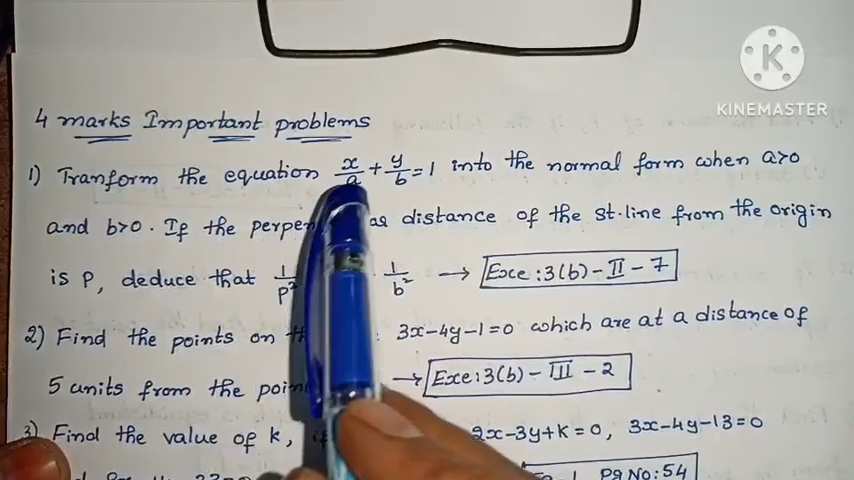 K
KINEMASTER
4 marks Important problems
1) Tranform the equation x/a + y/b = 1 into the normal form when a>0
and b>0. If the distance of the st.line from the origin
is P, deduce that 1/p² 1/b² → Exce:3(b)-II-7
2) Find the points on 3x-4y-1=0 which are at a distance of
5 units from the → Exe:3(b)-III-2
3) Find the value of k, 2x-3y+k=0, 3x-4y-13=0
Pg No:54